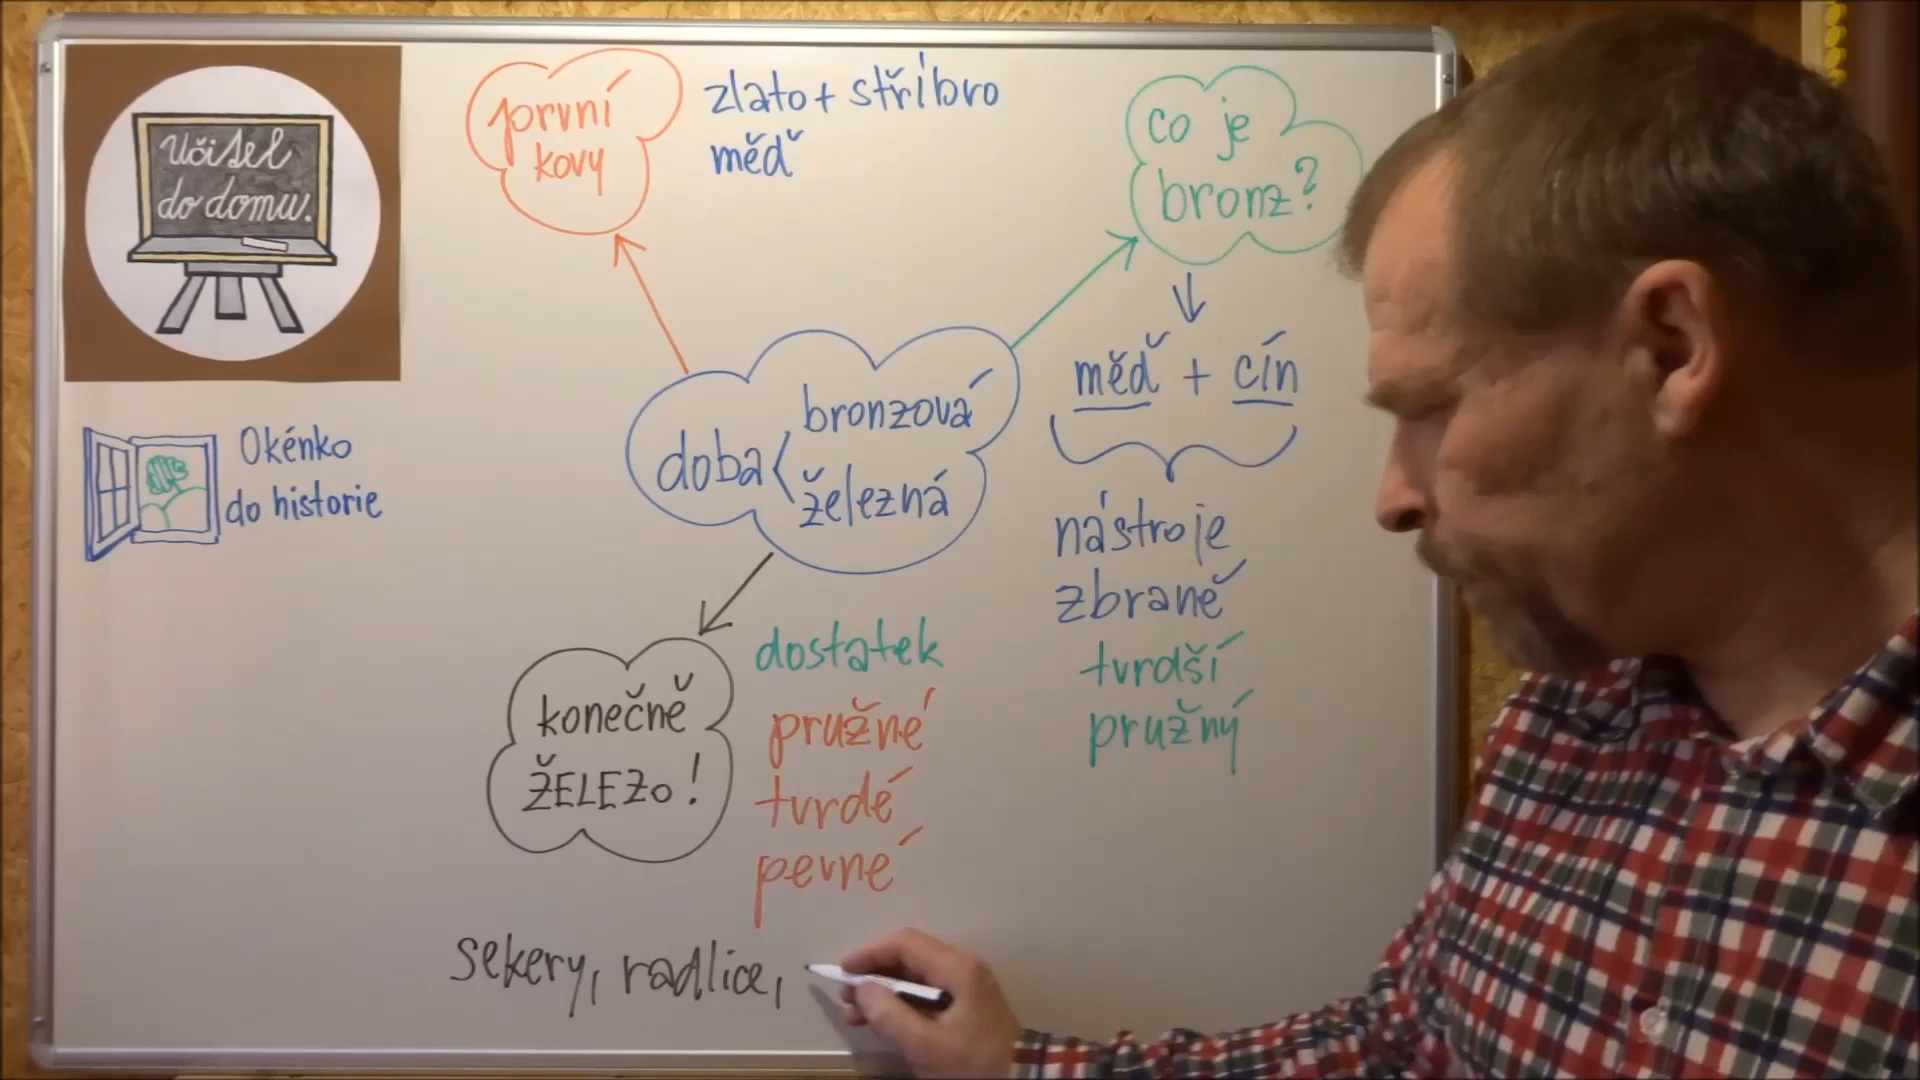 Učitel
do domu.
Okénko
do historie
první
kovy
zlato + stříbro
měď
co je
bronz?
měď + cín
nástroje
zbraně
tvrdší
pružný
doba < bronzová
železná
konečně
ŽELEZO!
dostatek
pružné
tvrdé
pevné
sekery, radlice,